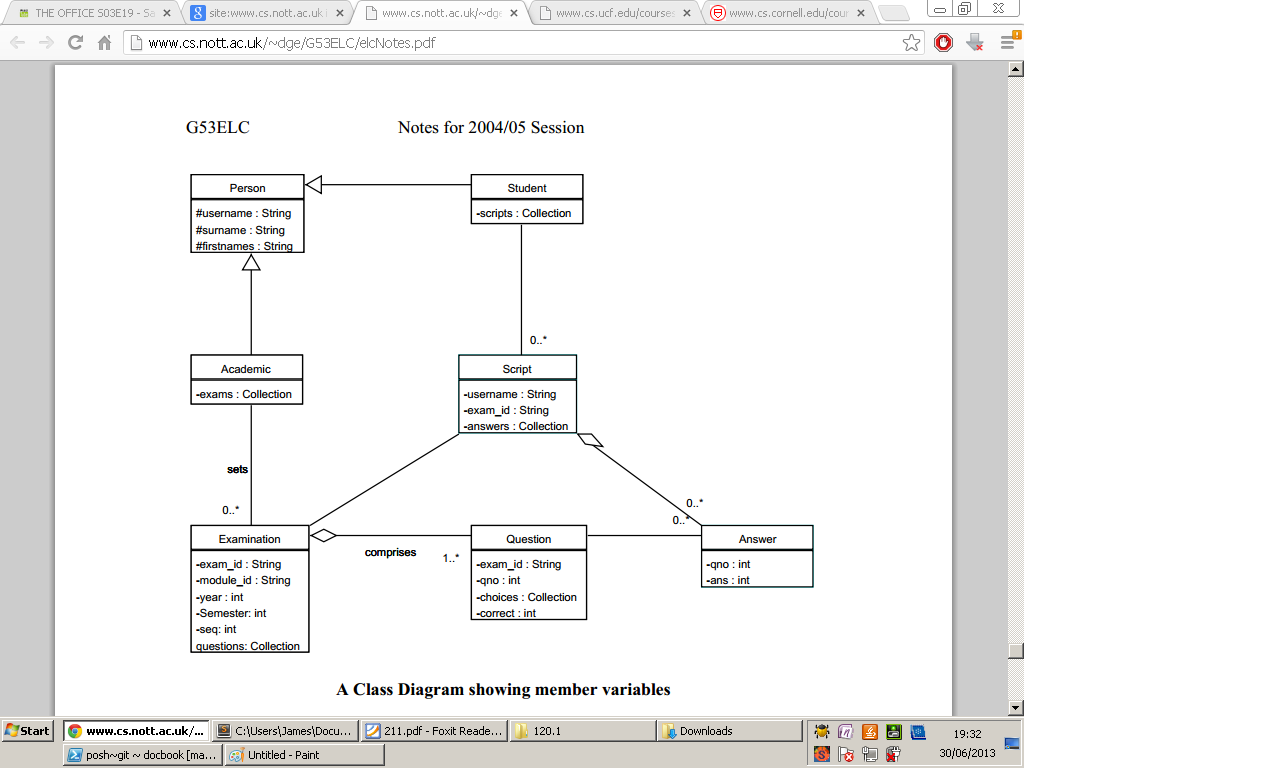 THE OFFICE S03E19 - Sa
site:www.cs.nott.ac.uk
www.cs.nott.ac.uk/~dge
www.cs.ucf.edu/courses
www.cs.cornell.edu/cour
www.cs.nott.ac.uk/~dge/G53ELC/elcNotes.pdf
G53ELC Notes for 2004/05 Session
Person
#username : String
#surname : String
#firstnames : String
Student
-scripts : Collection
0..*
Academic
-exams : Collection
Script
-username : String
-exam_id : String
-answers : Collection
sets
0..*
0..*
0..*
Examination
-exam_id : String
-module_id : String
-year : int
-Semester: int
-seq: int
questions: Collection
comprises
1..*
Question
-exam_id : String
-qno : int
-choices : Collection
-correct : int
Answer
-qno : int
-ans : int
A Class Diagram showing member variables
Start
www.cs.nott.ac.uk/...
C:\Users\James\Docu...
211.pdf - Foxit Reade...
120.1
Downloads
19:32
posh~git ~ docbook [ma...
Untitled - Paint
30/06/2013